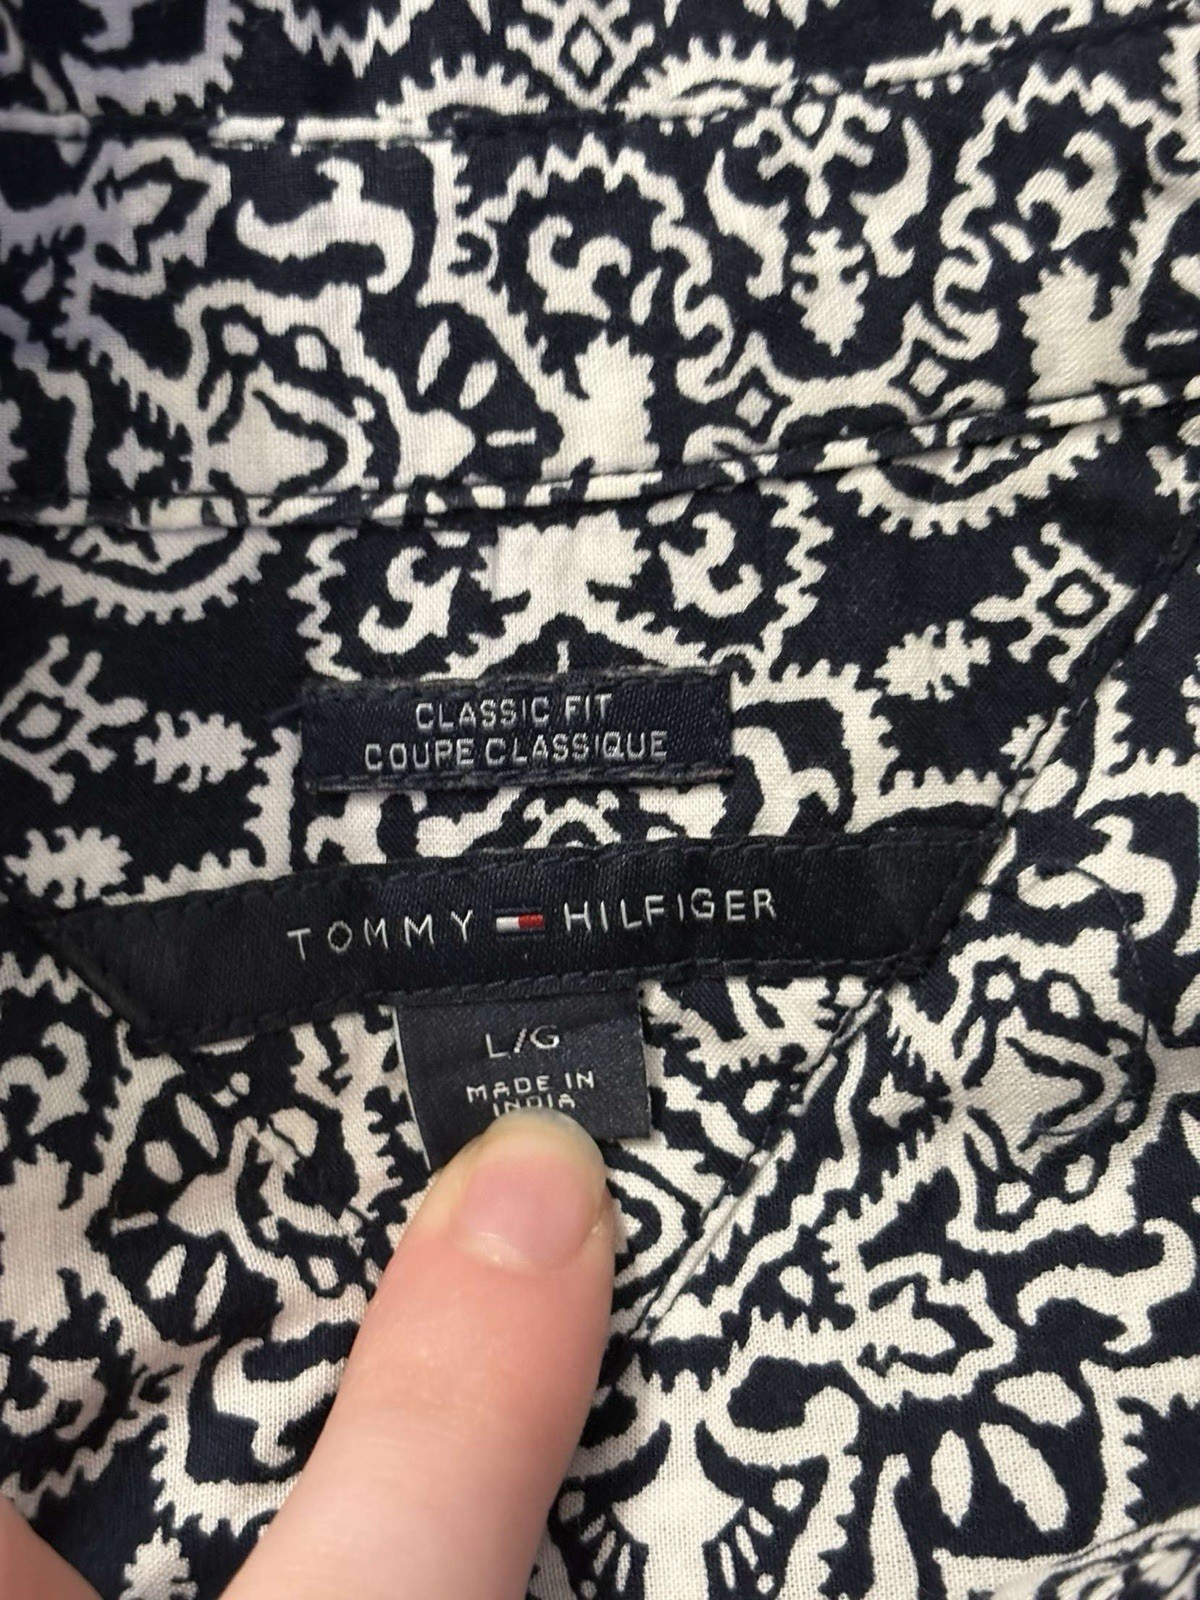 CLASSIC FIT
COUPE CLASSIQUE
TOMMY HILFIGER
L/G
MADE IN
INDIA